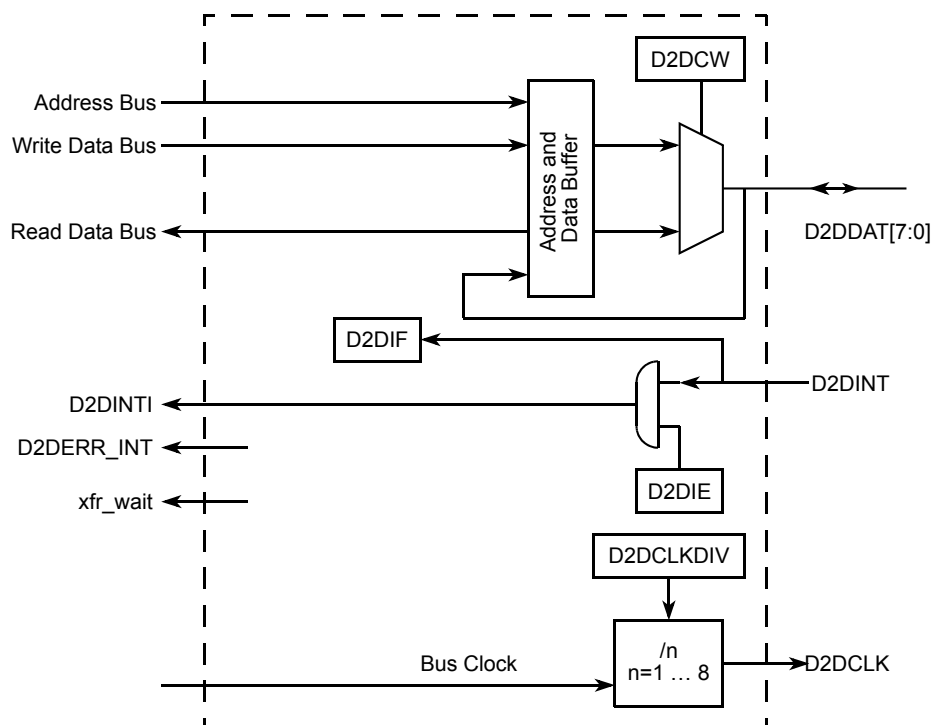 D2DCW
Address Bus
Write Data Bus
Address and
Data Buffer
Read Data Bus
D2DDAT[7:0]
D2DIF
D2DINT
D2DINTI
D2DERR_INT
D2DIE
xfr_wait
D2DCLKDIV
/n
n=1 … 8
Bus Clock
D2DCLK